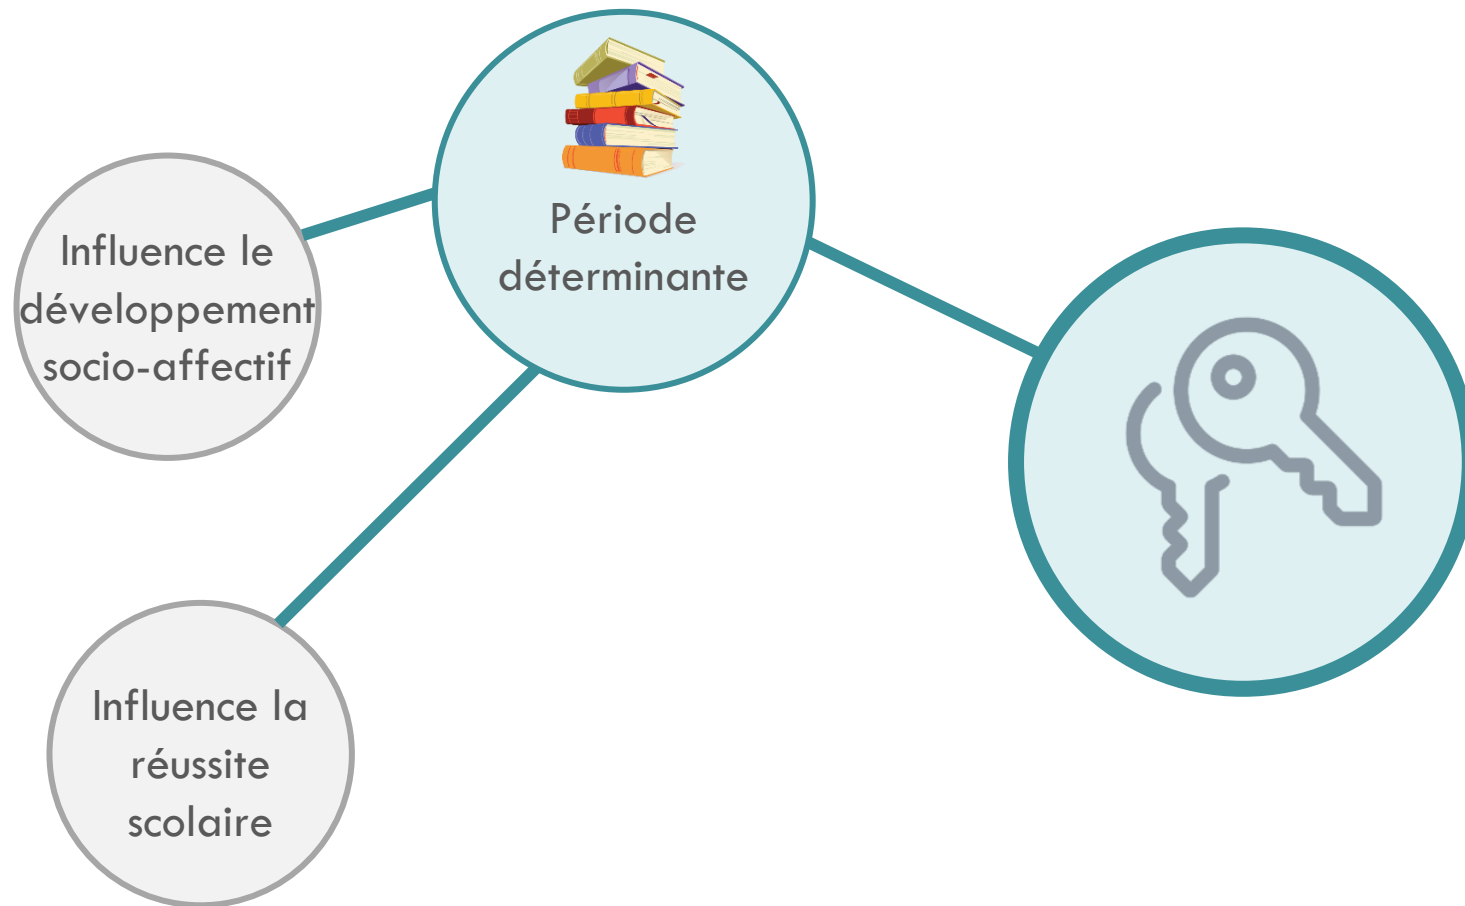 Période
déterminante
Influence le
développement
socio-affectif
Influence la
réussite
scolaire